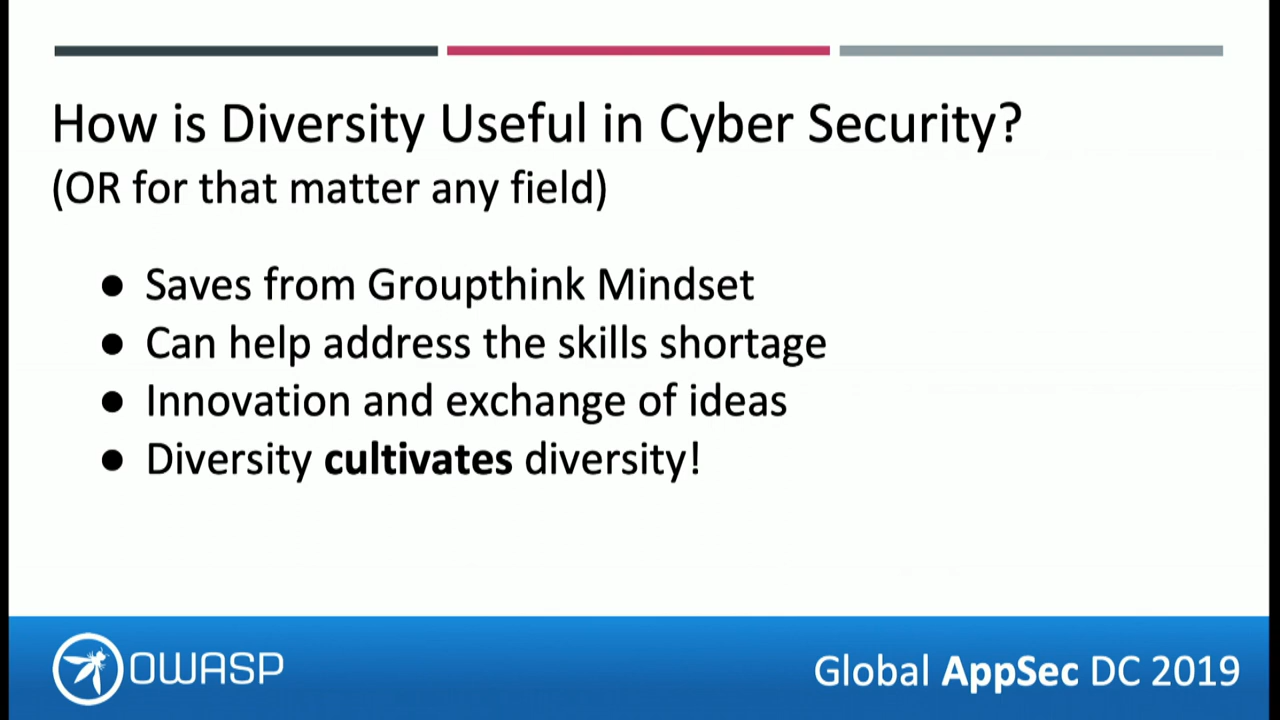 How is Diversity Useful in Cyber Security?
(OR for that matter any field)
● Saves from Groupthink Mindset
● Can help address the skills shortage
● Innovation and exchange of ideas
● Diversity cultivates diversity!
OWASP
Global AppSec DC 2019